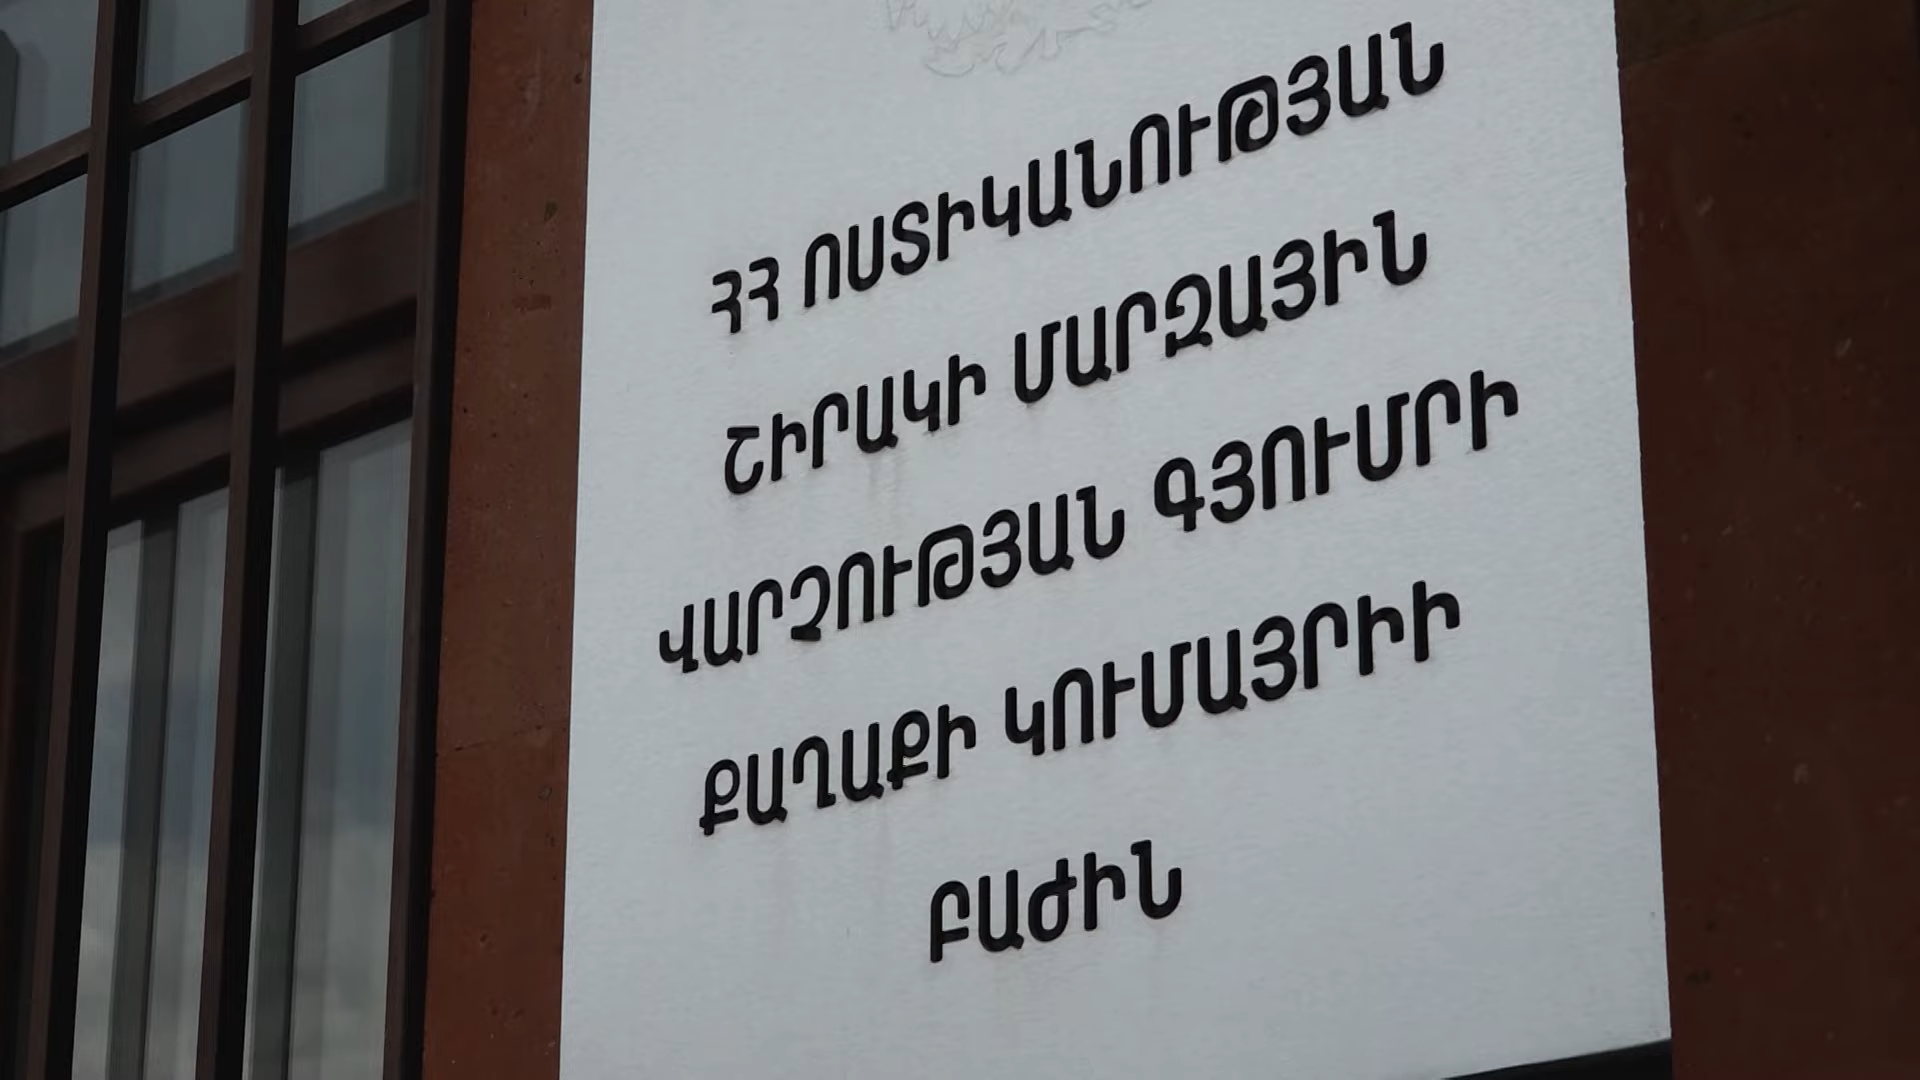 ՀՀ ՈՍՏԻԿԱՆՈՒԹՅԱՆ
ՇԻՐԱԿԻ ՄԱՐԶԱՅԻՆ
ՎԱՐՉՈՒԹՅԱՆ ԳՅՈՒՄՐԻ
ՔԱՂԱՔԻ ԿՈՒՄԱՅՐԻԻ
ԲԱԺԻՆ